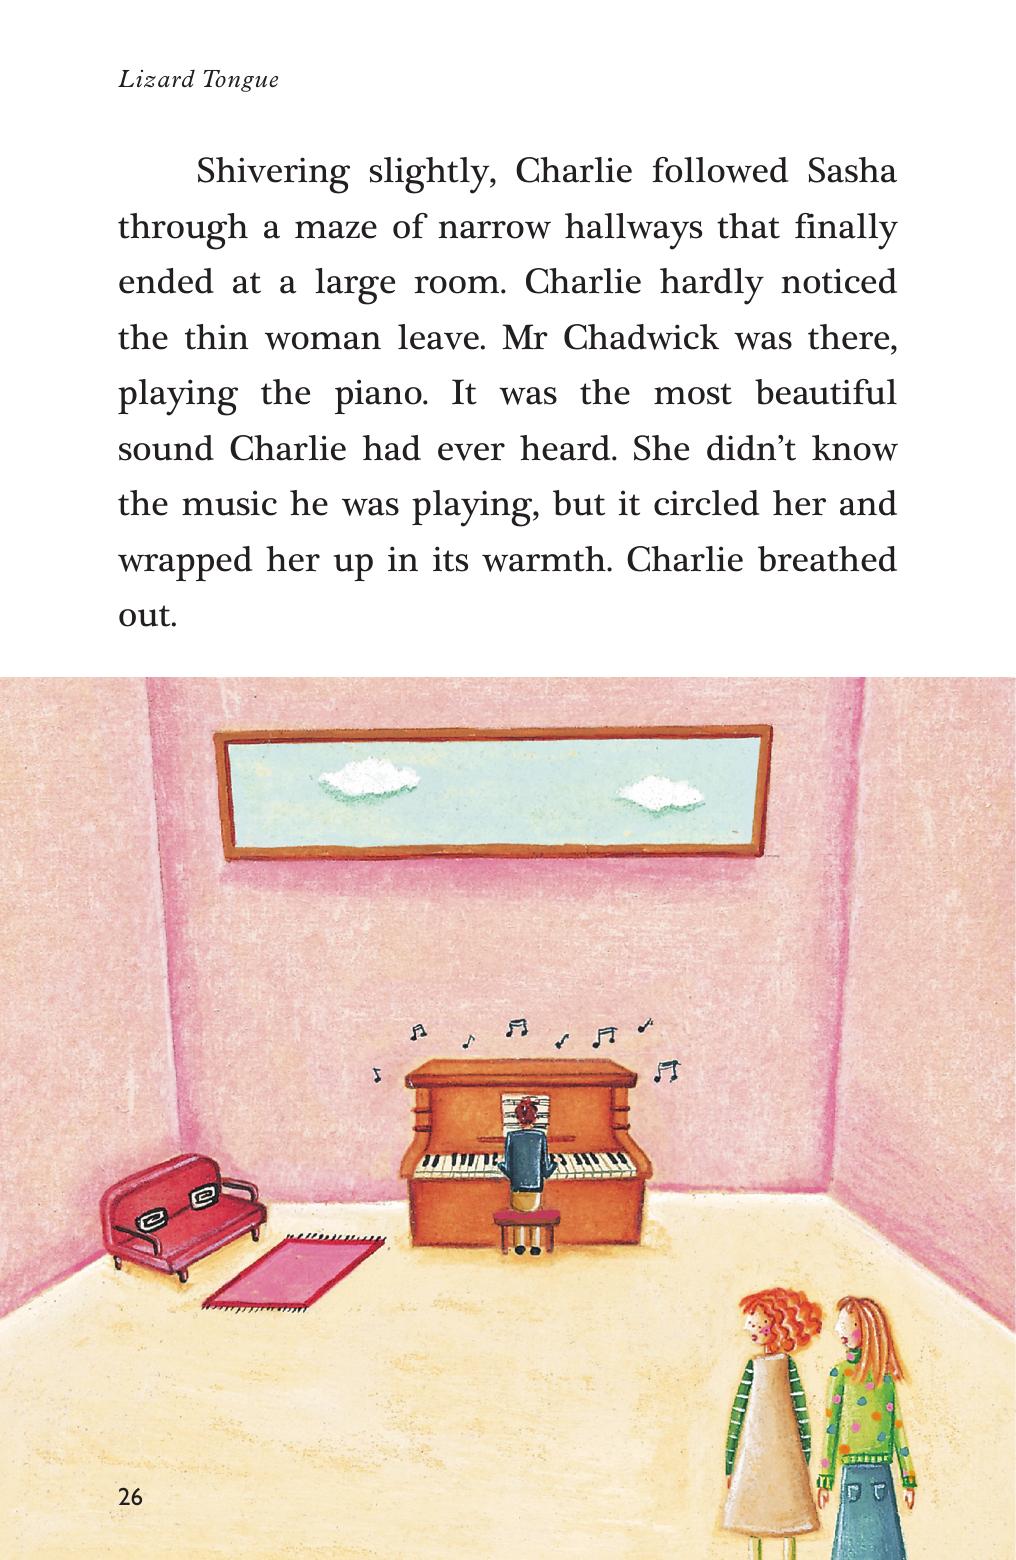 Lizard Tongue
Shivering slightly, Charlie followed Sasha
through a maze of narrow hallways that finally
ended at a large room. Charlie hardly noticed
the thin woman leave. Mr Chadwick was there,
playing the piano. It was the most beautiful
sound Charlie had ever heard. She didn’t know
the music he was playing, but it circled her and
wrapped her up in its warmth. Charlie breathed
out.
26